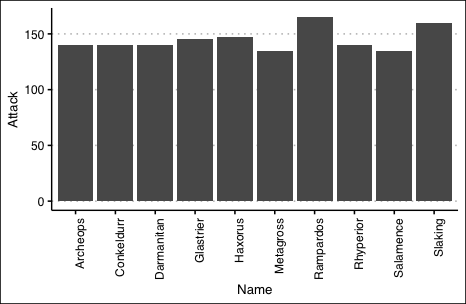 150
100
50
0
Attack
Archeops
Conkeldurr
Darmanitan
Glastrier
Haxorus
Metagross
Rampardos
Rhyperior
Salamence
Slaking
Name